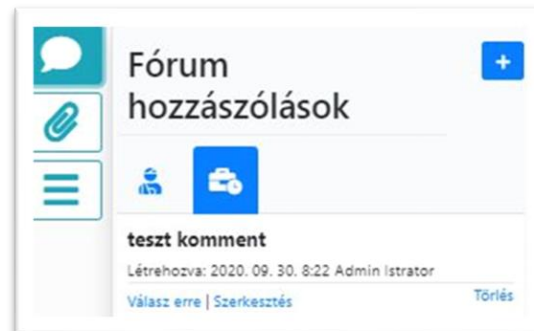 Fórum
hozzászólások
+
teszt komment
Létrehozva: 2020. 09. 30. 8:22 Admin Istrator
Válasz erre | Szerkesztés
Törlés